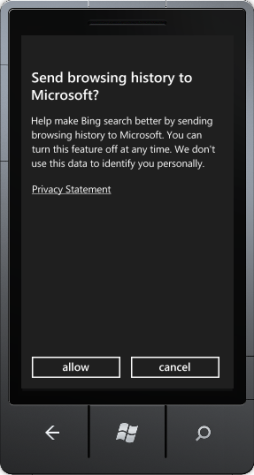 Send browsing history to
Microsoft?
Help make Bing search better by sending
browsing history to Microsoft. You can
turn this feature off at any time. We don't
use this data to identify you personally.
Privacy Statement
allow
cancel